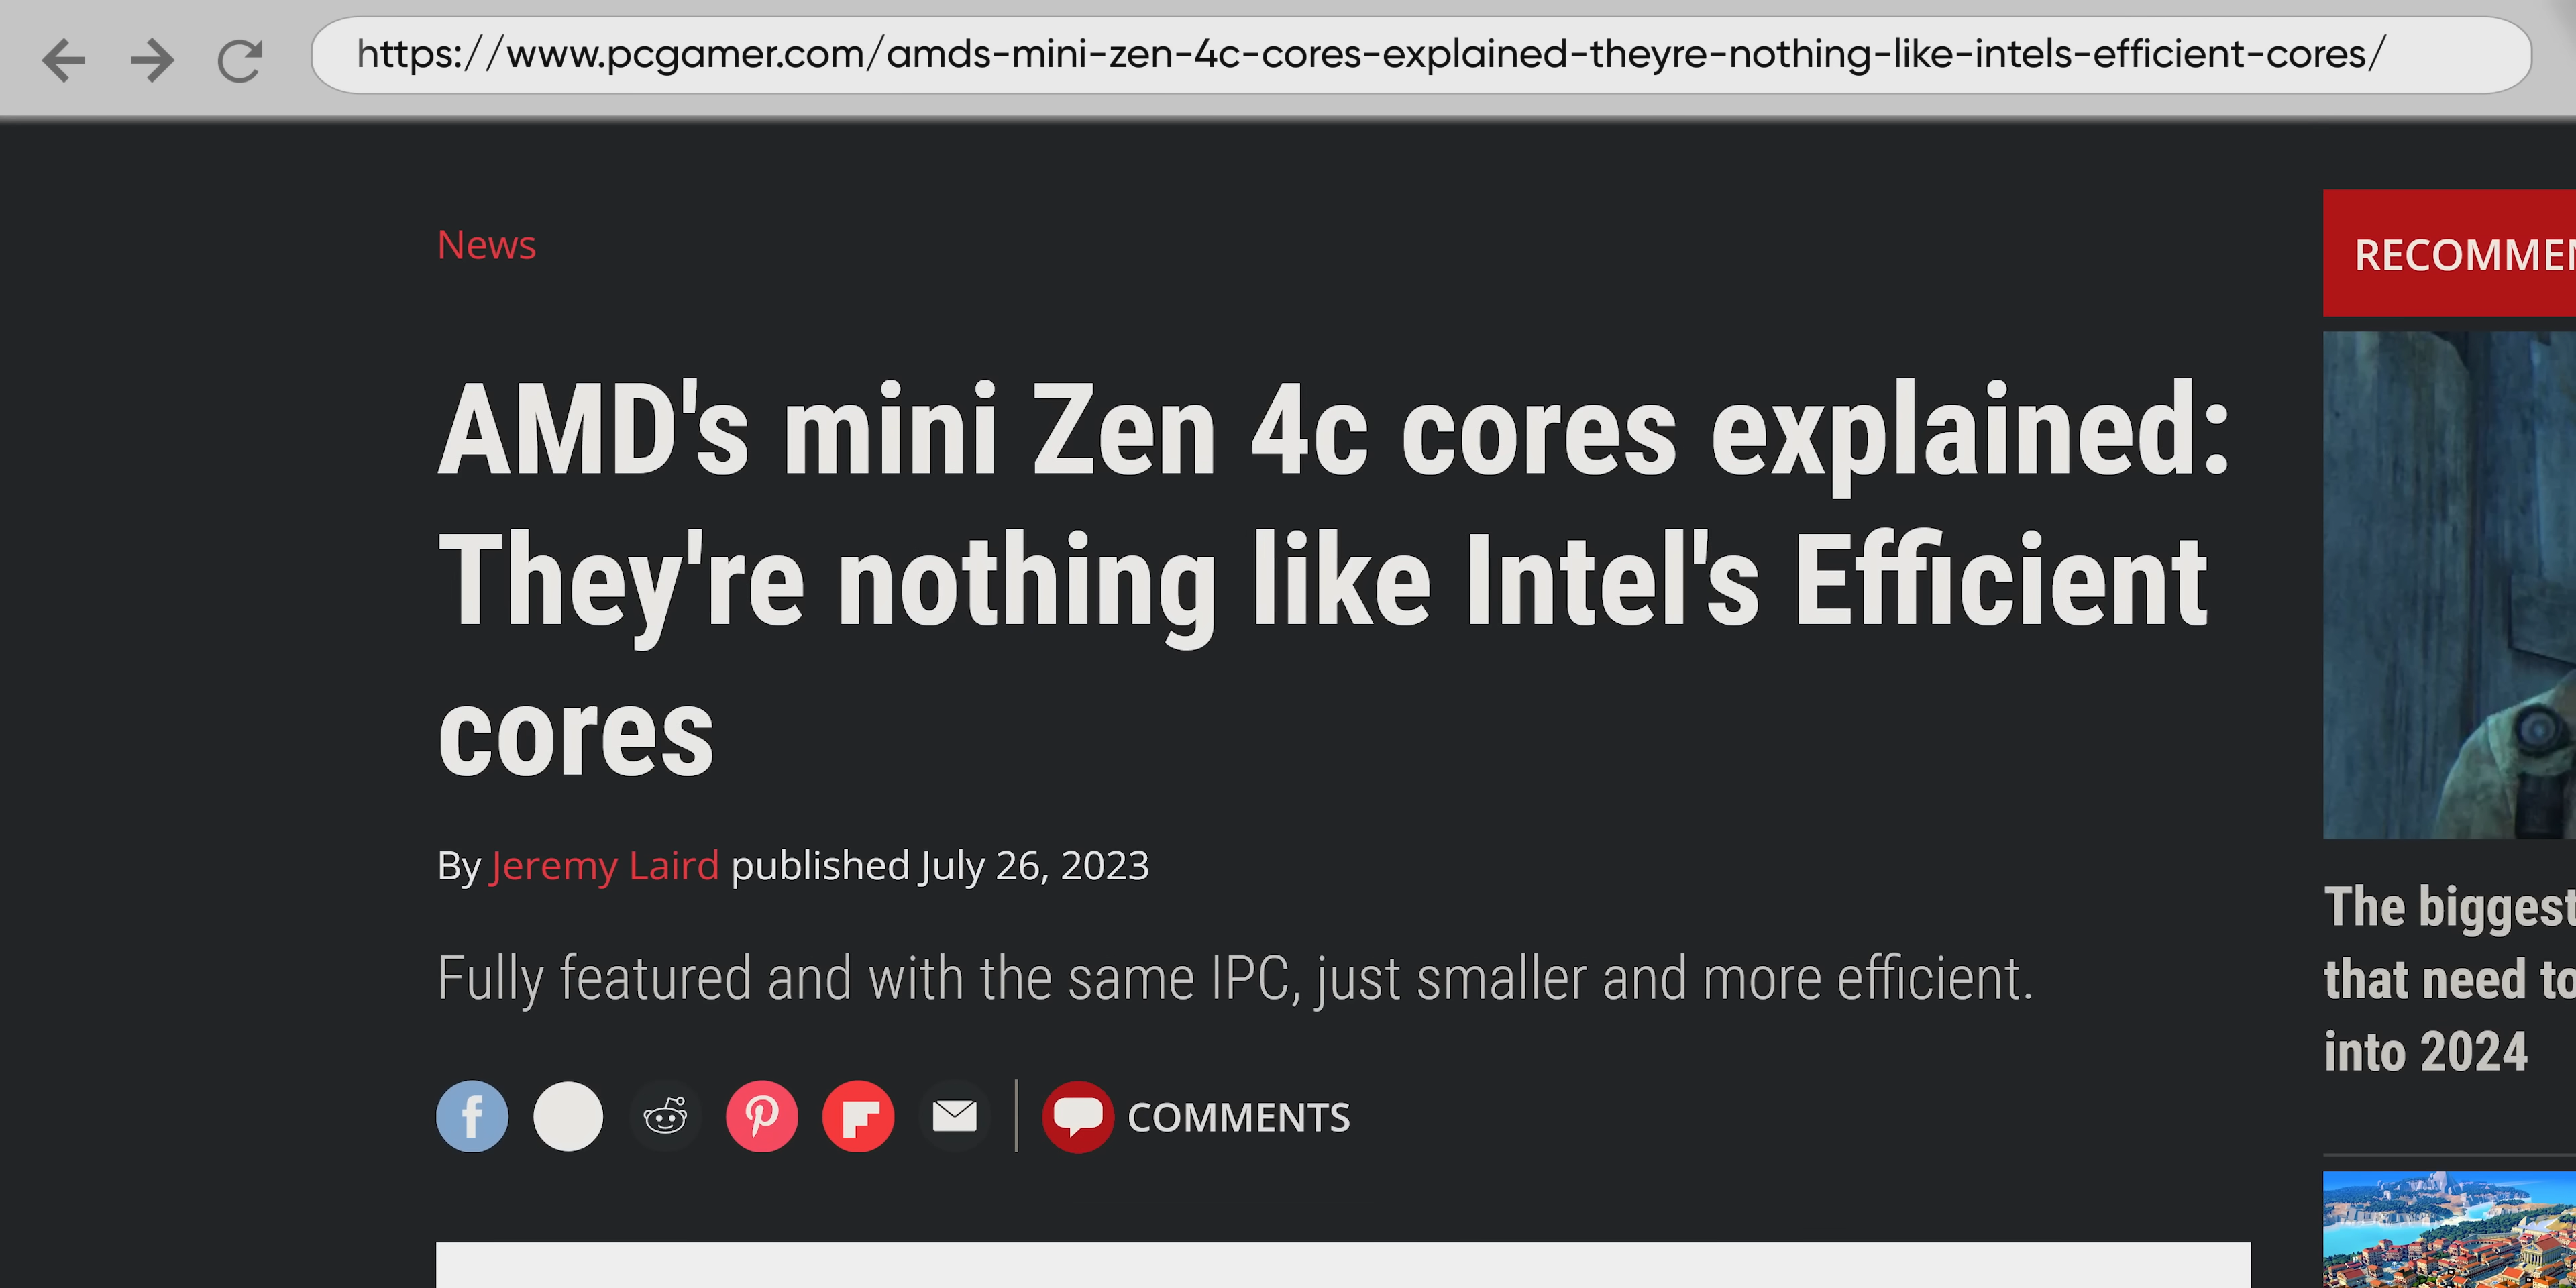 https://www.pcgamer.com/amds-mini-zen-4c-cores-explained-theyre-nothing-like-intels-efficient-cores/
News
AMD's mini Zen 4c cores explained:
They're nothing like Intel's Efficient
cores
By Jeremy Laird published July 26, 2023
Fully featured and with the same IPC, just smaller and more efficient.
COMMENTS
RECOMMEN
The biggest
that need to
into 2024